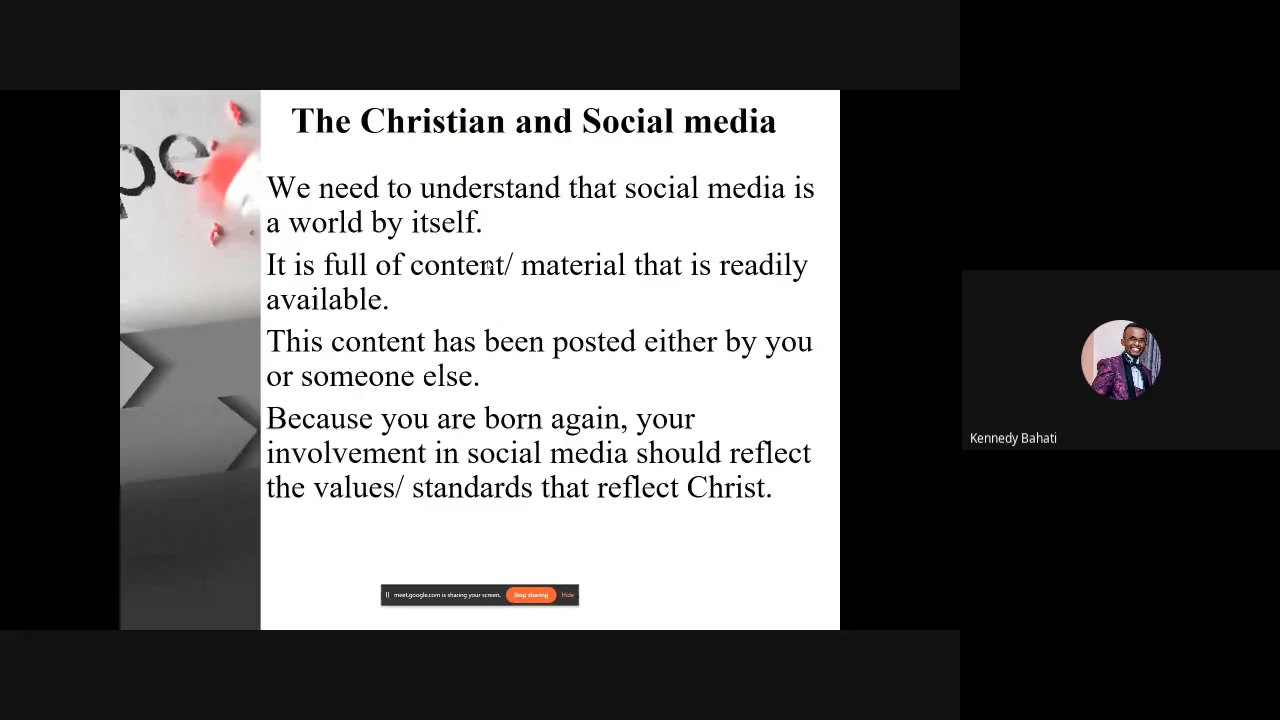 The Christian and Social media
We need to understand that social media is
a world by itself.
It is full of content/ material that is readily
available.
This content has been posted either by you
or someone else.
Because you are born again, your
involvement in social media should reflect
the values/ standards that reflect Christ.
pe
meet.google.com is sharing your screen. Stop sharing Hide
Kennedy Bahati